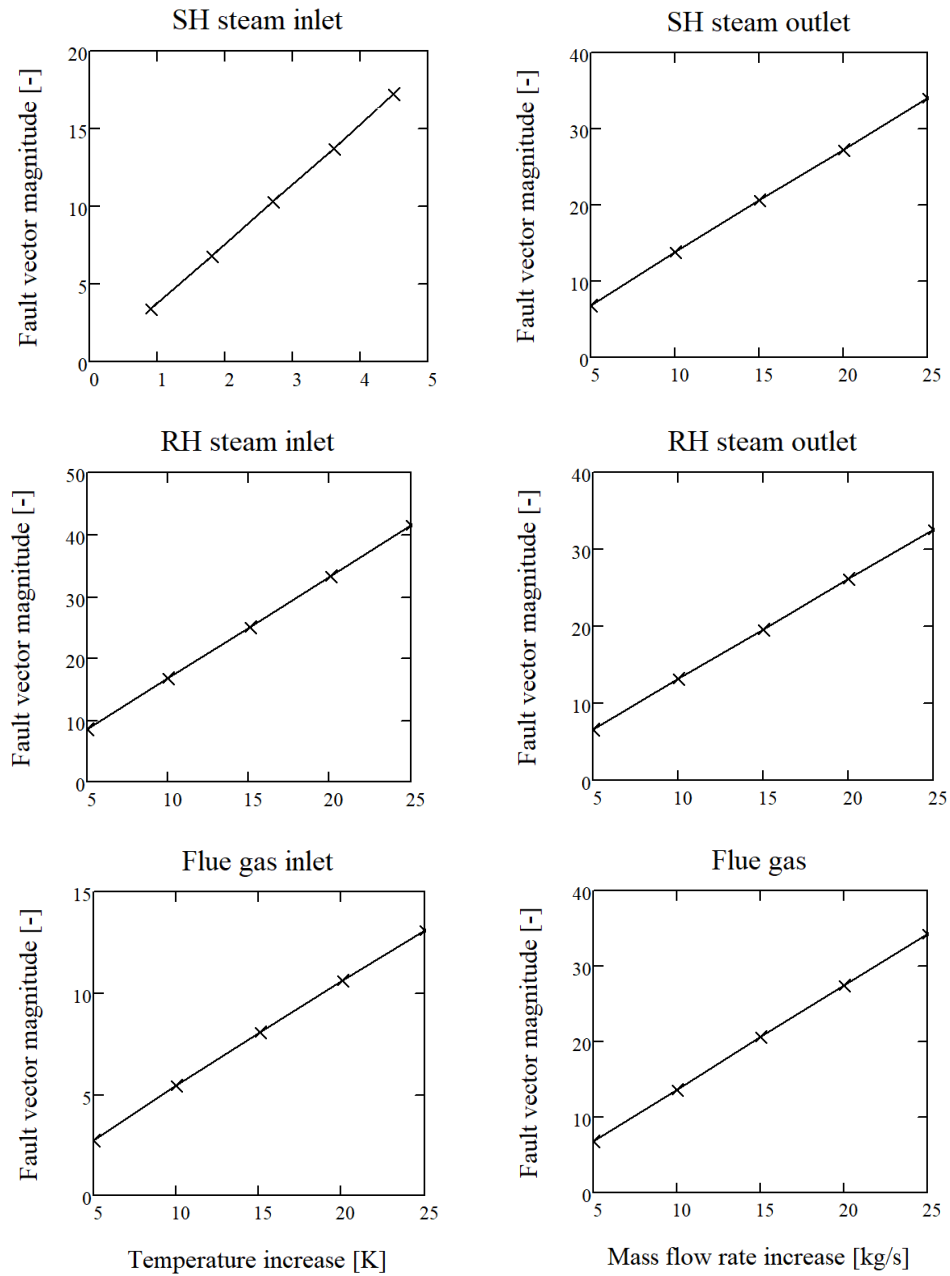 SH steam inlet
Fault vector magnitude [-]
20
15
10
5
0
0 1 2 3 4 5
SH steam outlet
Fault vector magnitude [-]
40
30
20
10
0
5 10 15 20 25
RH steam inlet
Fault vector magnitude [-]
50
40
30
20
10
0
5 10 15 20 25
RH steam outlet
Fault vector magnitude [-]
40
30
20
10
0
5 10 15 20 25
Flue gas inlet
Fault vector magnitude [-]
15
10
5
0
5 10 15 20 25
Temperature increase [K]
Flue gas
Fault vector magnitude [-]
40
30
20
10
0
5 10 15 20 25
Mass flow rate increase [kg/s]